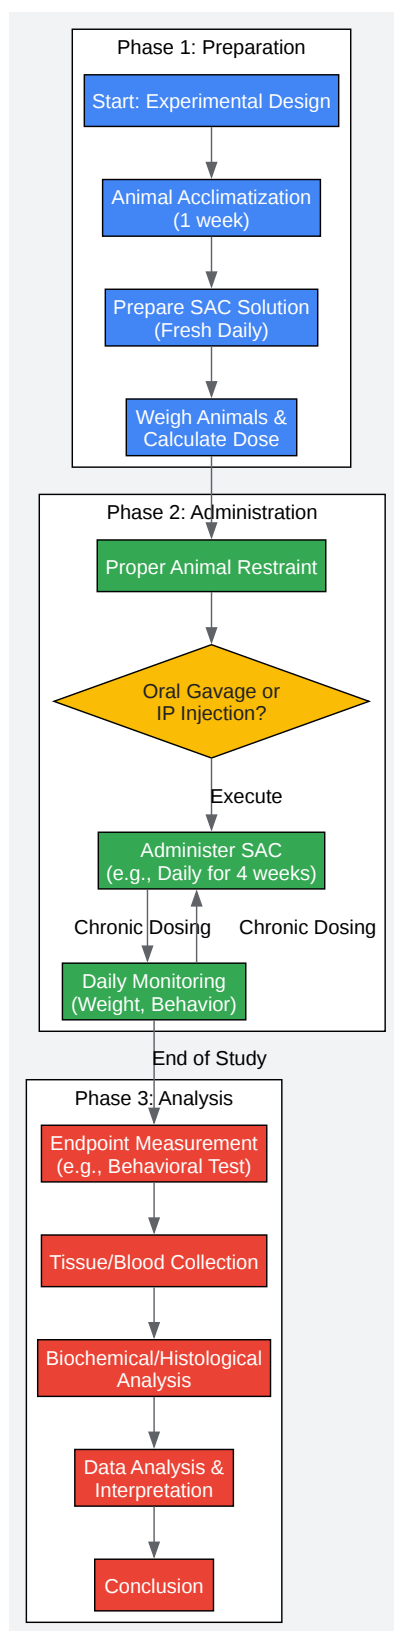 Phase 1: Preparation
Start: Experimental Design
Animal Acclimatization
(1 week)
Prepare SAC Solution
(Fresh Daily)
Weigh Animals &
Calculate Dose
Phase 2: Administration
Proper Animal Restraint
Oral Gavage or
IP Injection?
Execute
Administer SAC
(e.g., Daily for 4 weeks)
Chronic Dosing
Chronic Dosing
Daily Monitoring
(Weight, Behavior)
End of Study
Phase 3: Analysis
Endpoint Measurement
(e.g., Behavioral Test)
Tissue/Blood Collection
Biochemical/Histological
Analysis
Data Analysis &
Interpretation
Conclusion